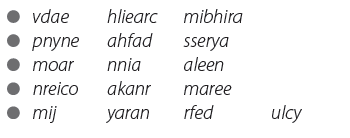 vdae hliearc mibhira
pnyne ahfad sserya
moar nnia aleen
nreico akanr maree
mij yaran rfed ulcy